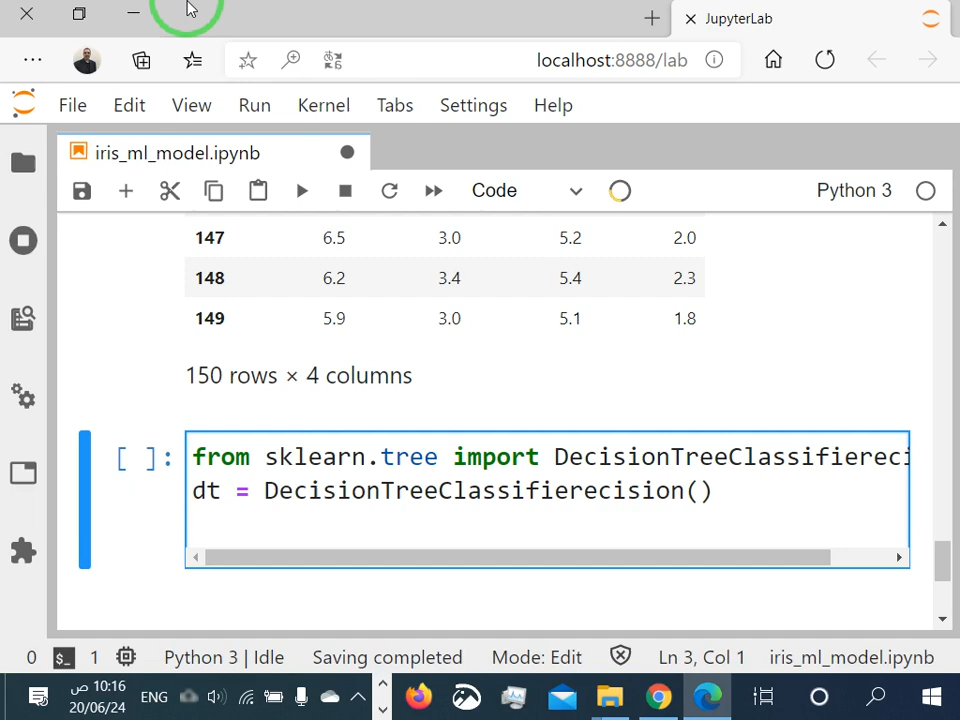 JupyterLab
localhost:8888/lab
File Edit View Run Kernel Tabs Settings Help
iris_ml_model.ipynb
Code Python 3
147 6.5 3.0 5.2 2.0
148 6.2 3.4 5.4 2.3
149 5.9 3.0 5.1 1.8
150 rows × 4 columns
[ ]: from sklearn.tree import DecisionTreeClassifiereci
dt = DecisionTreeClassifierecision()
0 1 Python 3 | Idle Saving completed Mode: Edit Ln 3, Col 1 iris_ml_model.ipynb
10:16 ص ENG
20/06/24